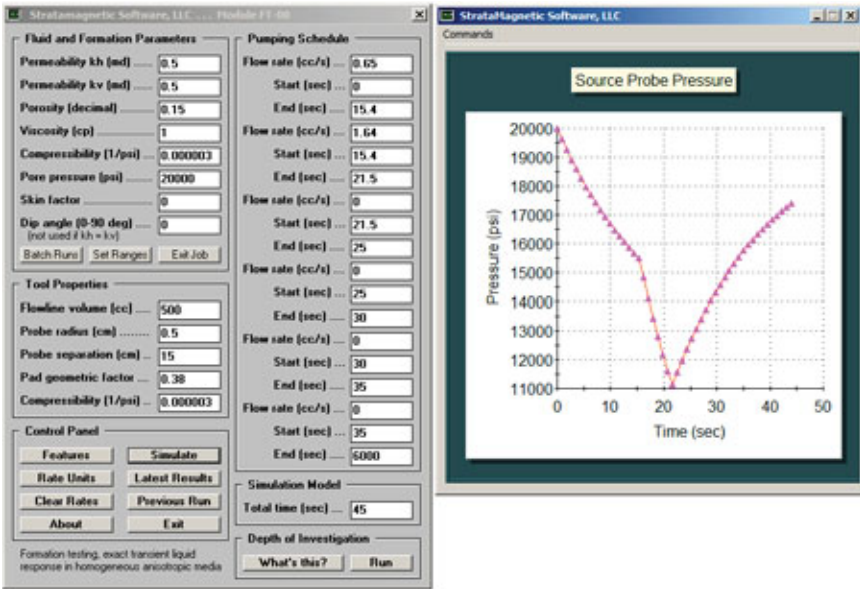 Stratamagnetic Software, LLC ... Module FT-00
Fluid and Formation Parameters
Permeability kh (md) ...... 0.5
Permeability kv (md) ...... 0.5
Porosity (decimal) ........... 0.15
Viscosity (cp) .................. 1
Compressibility (1/psi) ... 0.000003
Pore pressure (psi) ......... 20000
Skin factor ..................... 0
Dip angle (0-90 deg) ...... 0
(not used if kh = kv)
Batch Runs Set Ranges Exit Job
Tool Properties
Flowline volume (cc) ..... 500
Probe radius (cm) ........ 0.5
Probe separation (cm) .. 15
Pad geometric factor .... 0.38
Compressibility (1/psi) ... 0.000003
Control Panel
Features Simulate
Rate Units Latest Results
Clear Rates Previous Run
About Exit
Formation testing, exact transient liquid
response in homogeneous anisotropic media
Pumping Schedule
Flow rate (cc/s) .. 0.65
Start (sec) ... 0
End (sec) ... 15.4
Flow rate (cc/s) ... 1.64
Start (sec) ... 15.4
End (sec) ... 21.5
Flow rate (cc/s) ... 0
Start (sec) ... 21.5
End (sec) ... 25
Flow rate (cc/s) ... 0
Start (sec) ... 25
End (sec) ... 30
Flow rate (cc/s) ... 0
Start (sec) ... 30
End (sec) ... 35
Flow rate (cc/s) ... 0
Start (sec) ... 35
End (sec) ... 6000
Simulation Model
Total time (sec) ... 45
Depth of Investigation
What's this? Run
StrataMagnetic Software, LLC
Commands
Source Probe Pressure
20000
19000
18000
17000
16000
15000
14000
13000
12000
11000
Pressure (psi)
0 10 20 30 40 50
Time (sec)